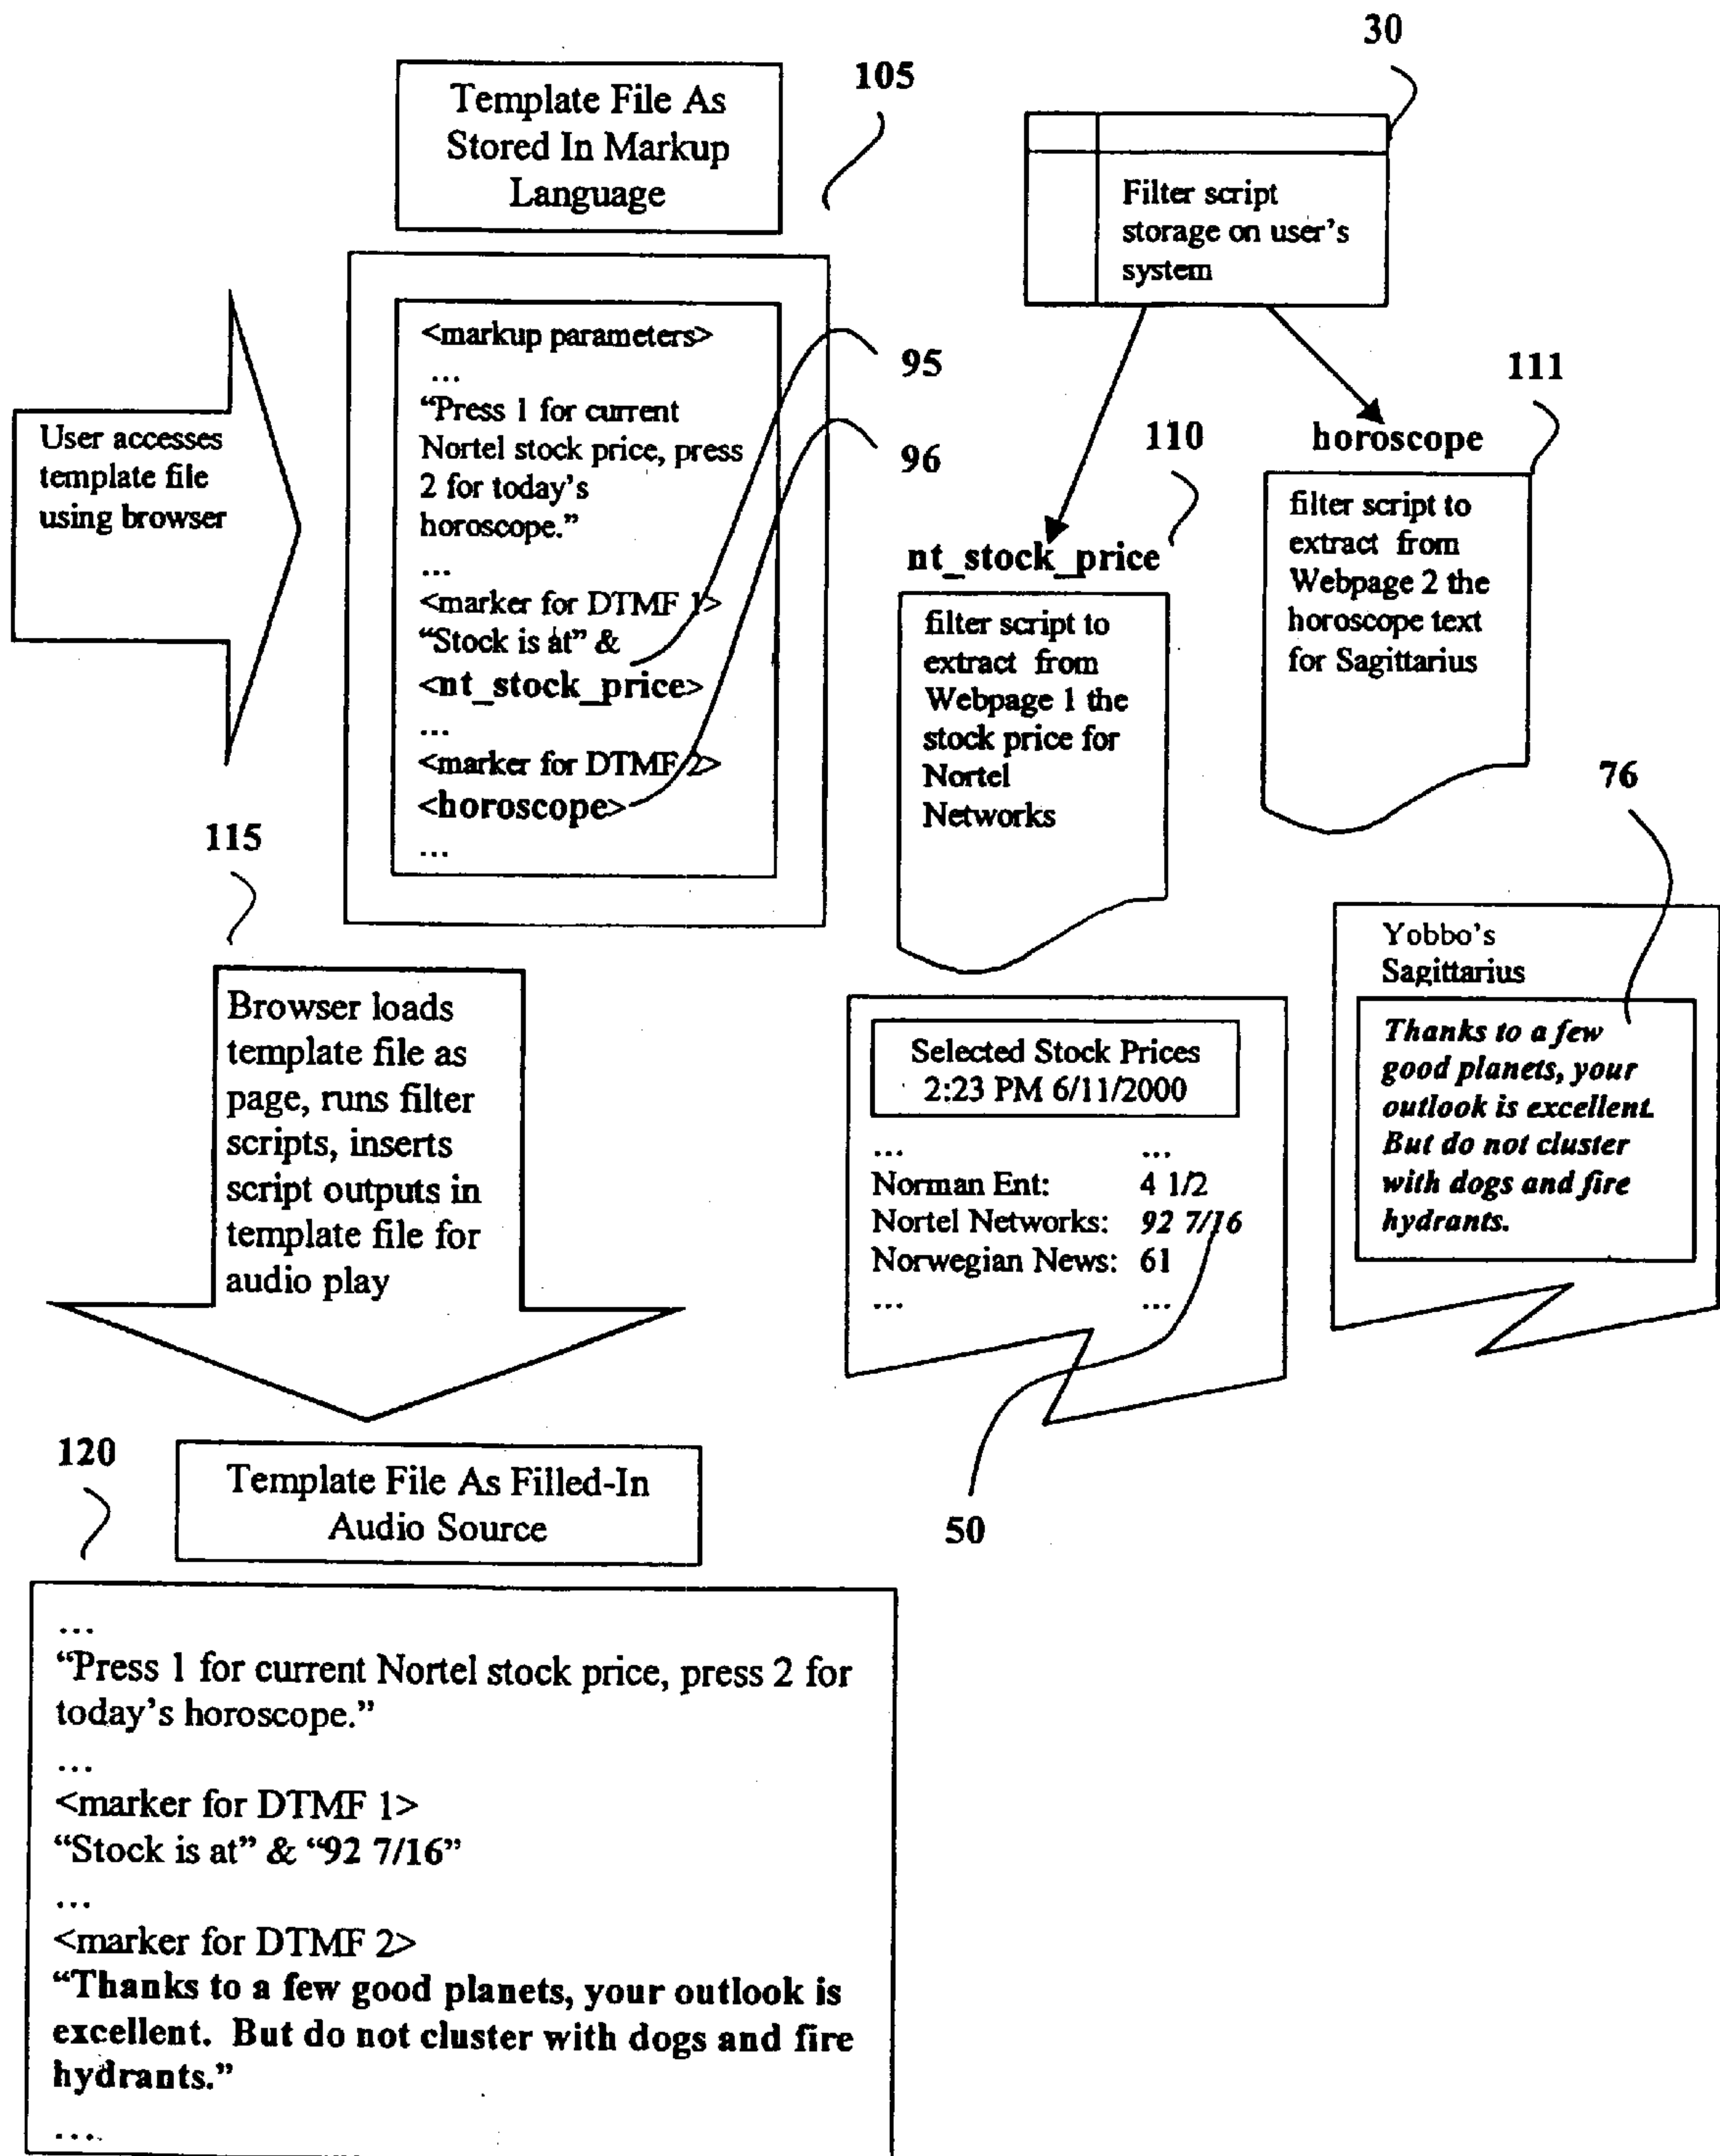 30
105
Template File As
Stored In Markup
Language
Filter script
storage on user's
system
User accesses
template file
using browser
<markup parameters>
...
“Press 1 for current
Nortel stock price, press
2 for today's
horoscope.”
...
<marker for DTMF 1>
“Stock is at” &
<nt_stock_price>
...
<marker for DTMF 2>
<horoscope>
...
95
96
110
nt_stock_price
filter script to
extract from
Webpage 1 the
stock price for
Nortel
Networks
111
horoscope
filter script to
extract from
Webpage 2 the
horoscope text
for Sagittarius
76
Yobbo's
Sagittarius
Thanks to a few
good planets, your
outlook is excellent.
But do not cluster
with dogs and fire
hydrants.
115
Browser loads
template file as
page, runs filter
scripts, inserts
script outputs in
template file for
audio play
Selected Stock Prices
2:23 PM 6/11/2000
... ...
Norman Ent: 4 1/2
Nortel Networks: 92 7/16
Norwegian News: 61
... ...
50
120
Template File As Filled-In
Audio Source
...
“Press 1 for current Nortel stock price, press 2 for
today's horoscope.”
...
<marker for DTMF 1>
“Stock is at” & “92 7/16”
...
<marker for DTMF 2>
“Thanks to a few good planets, your outlook is
excellent. But do not cluster with dogs and fire
hydrants.”
....